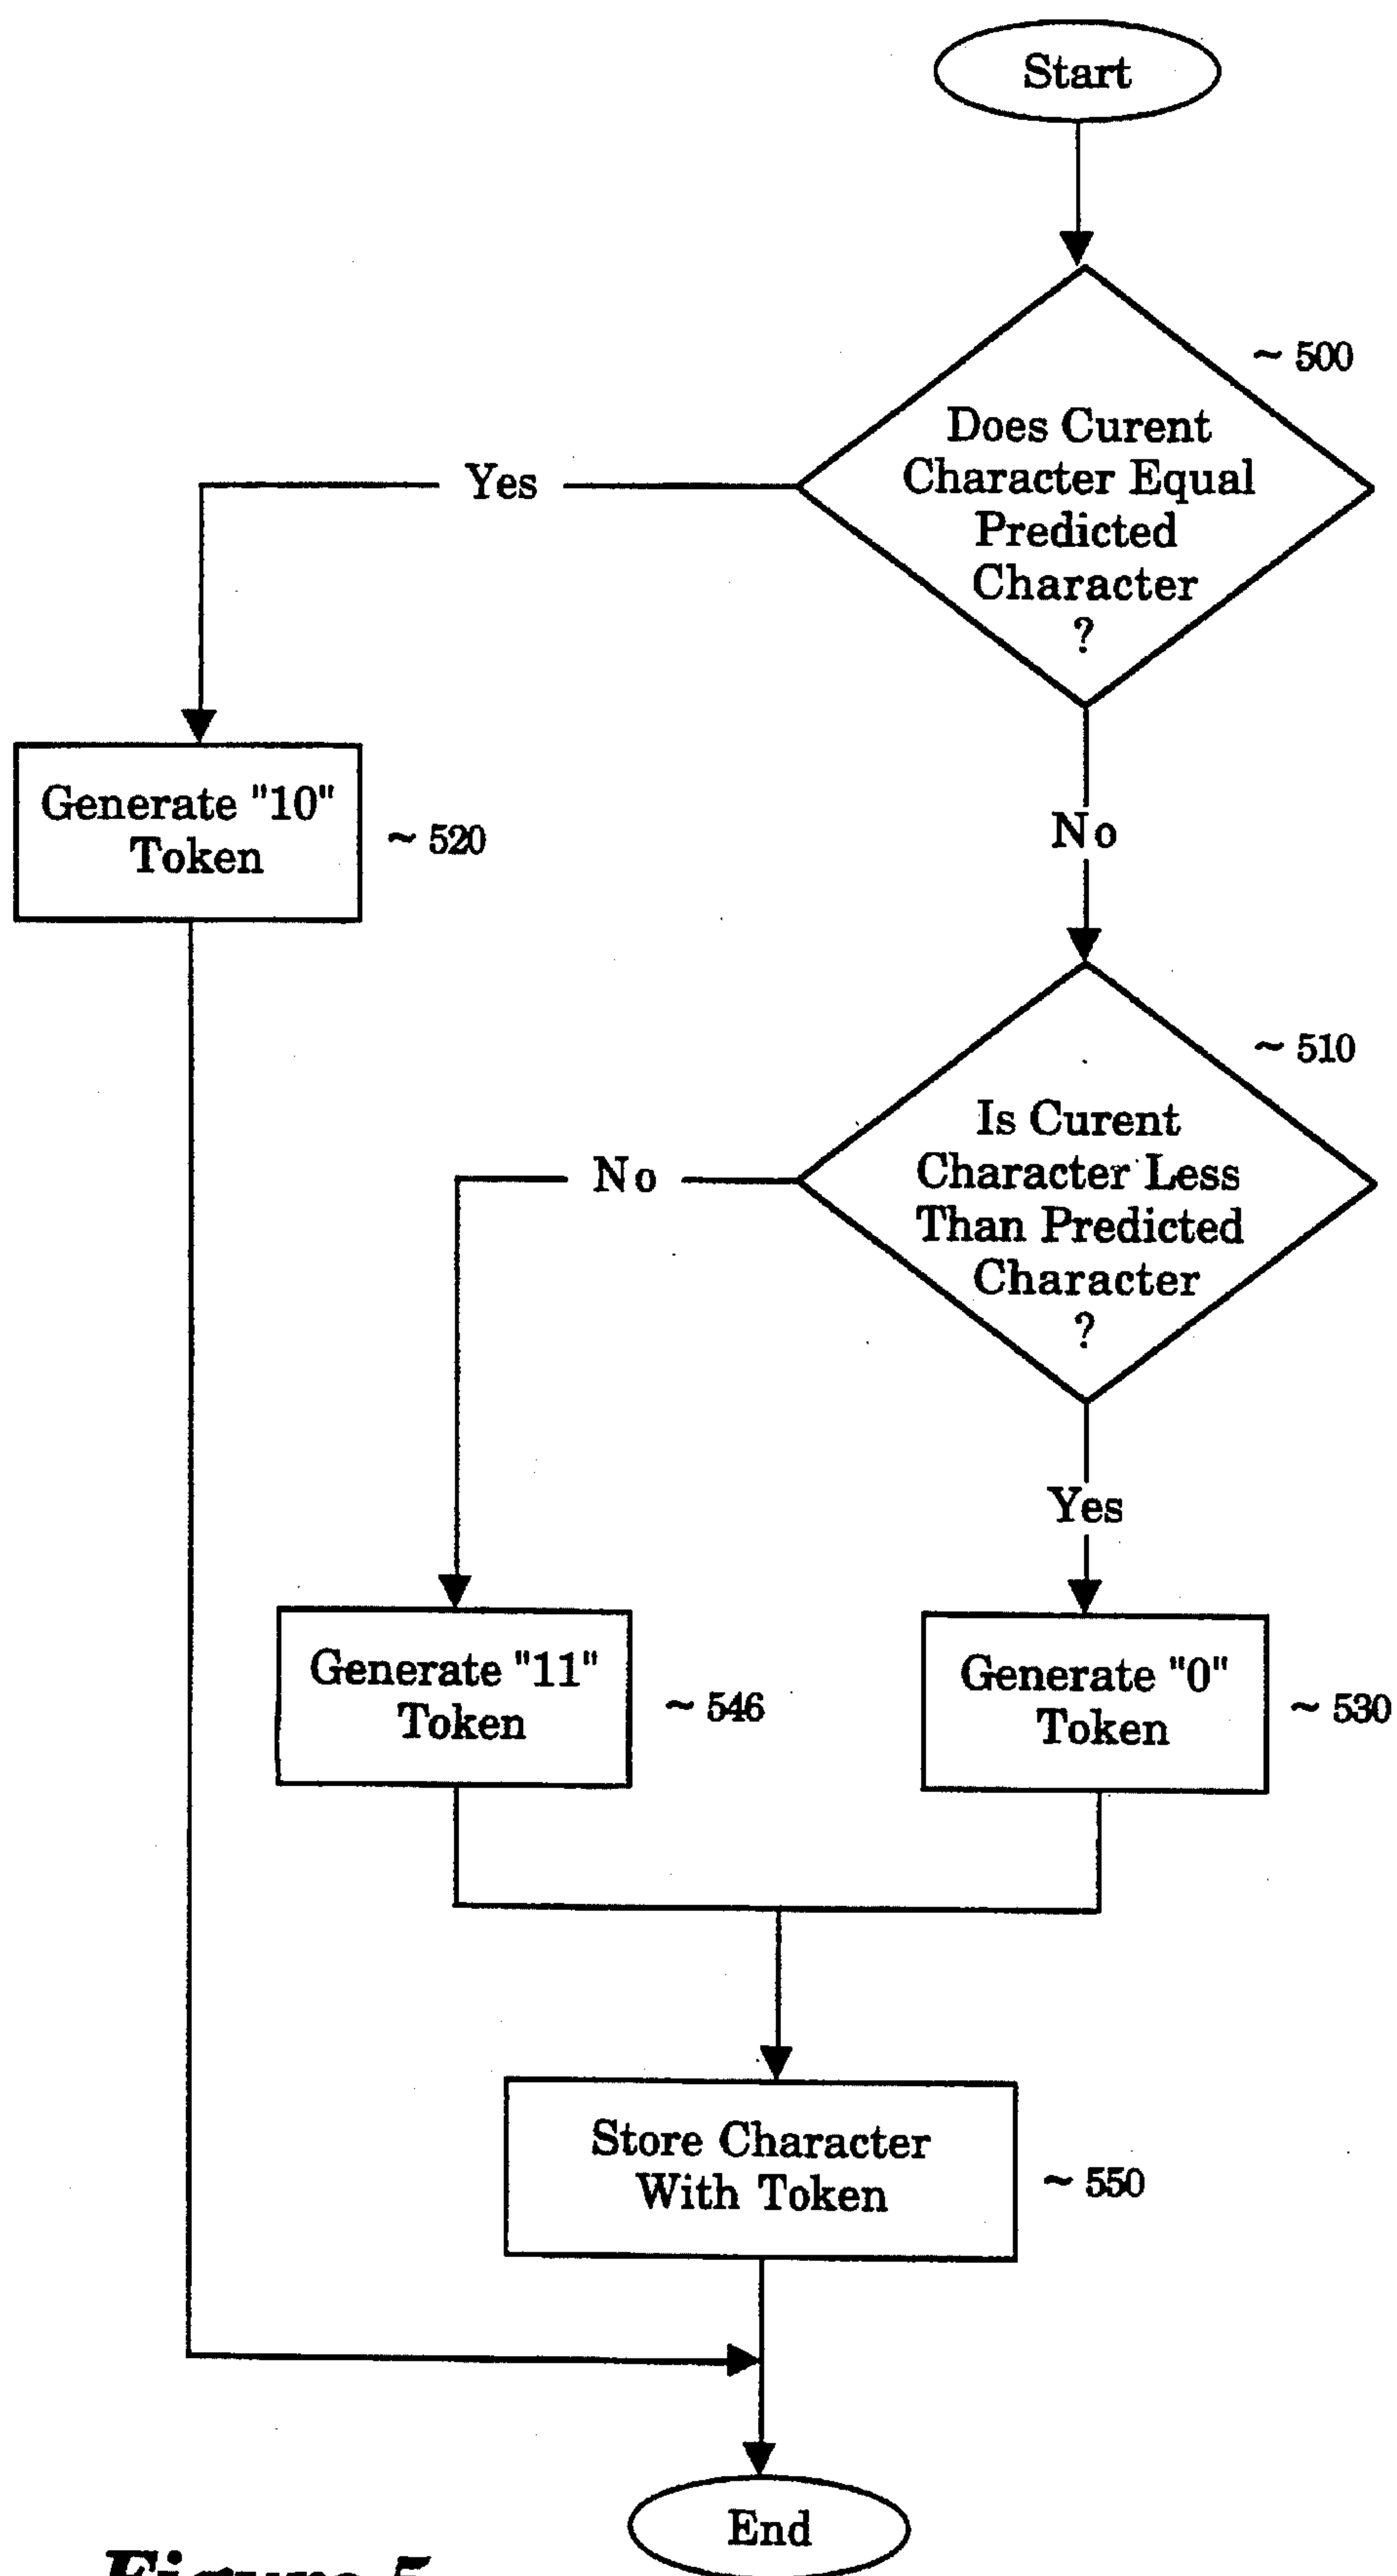 Start
~ 500
Does Curent
Character Equal
Predicted
Character
?
Yes
No
Generate "10"
Token
~ 520
~ 510
Is Curent
Character Less
Than Predicted
Character
?
No
Yes
Generate "11"
Token
~ 546
Generate "0"
Token
~ 530
Store Character
With Token
~ 550
End
Figure 5